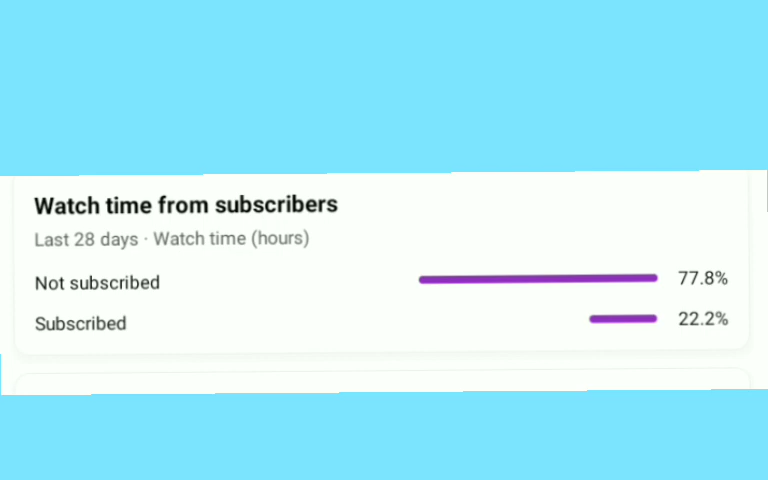 Watch time from subscribers
Last 28 days · Watch time (hours)
Not subscribed 77.8%
Subscribed 22.2%